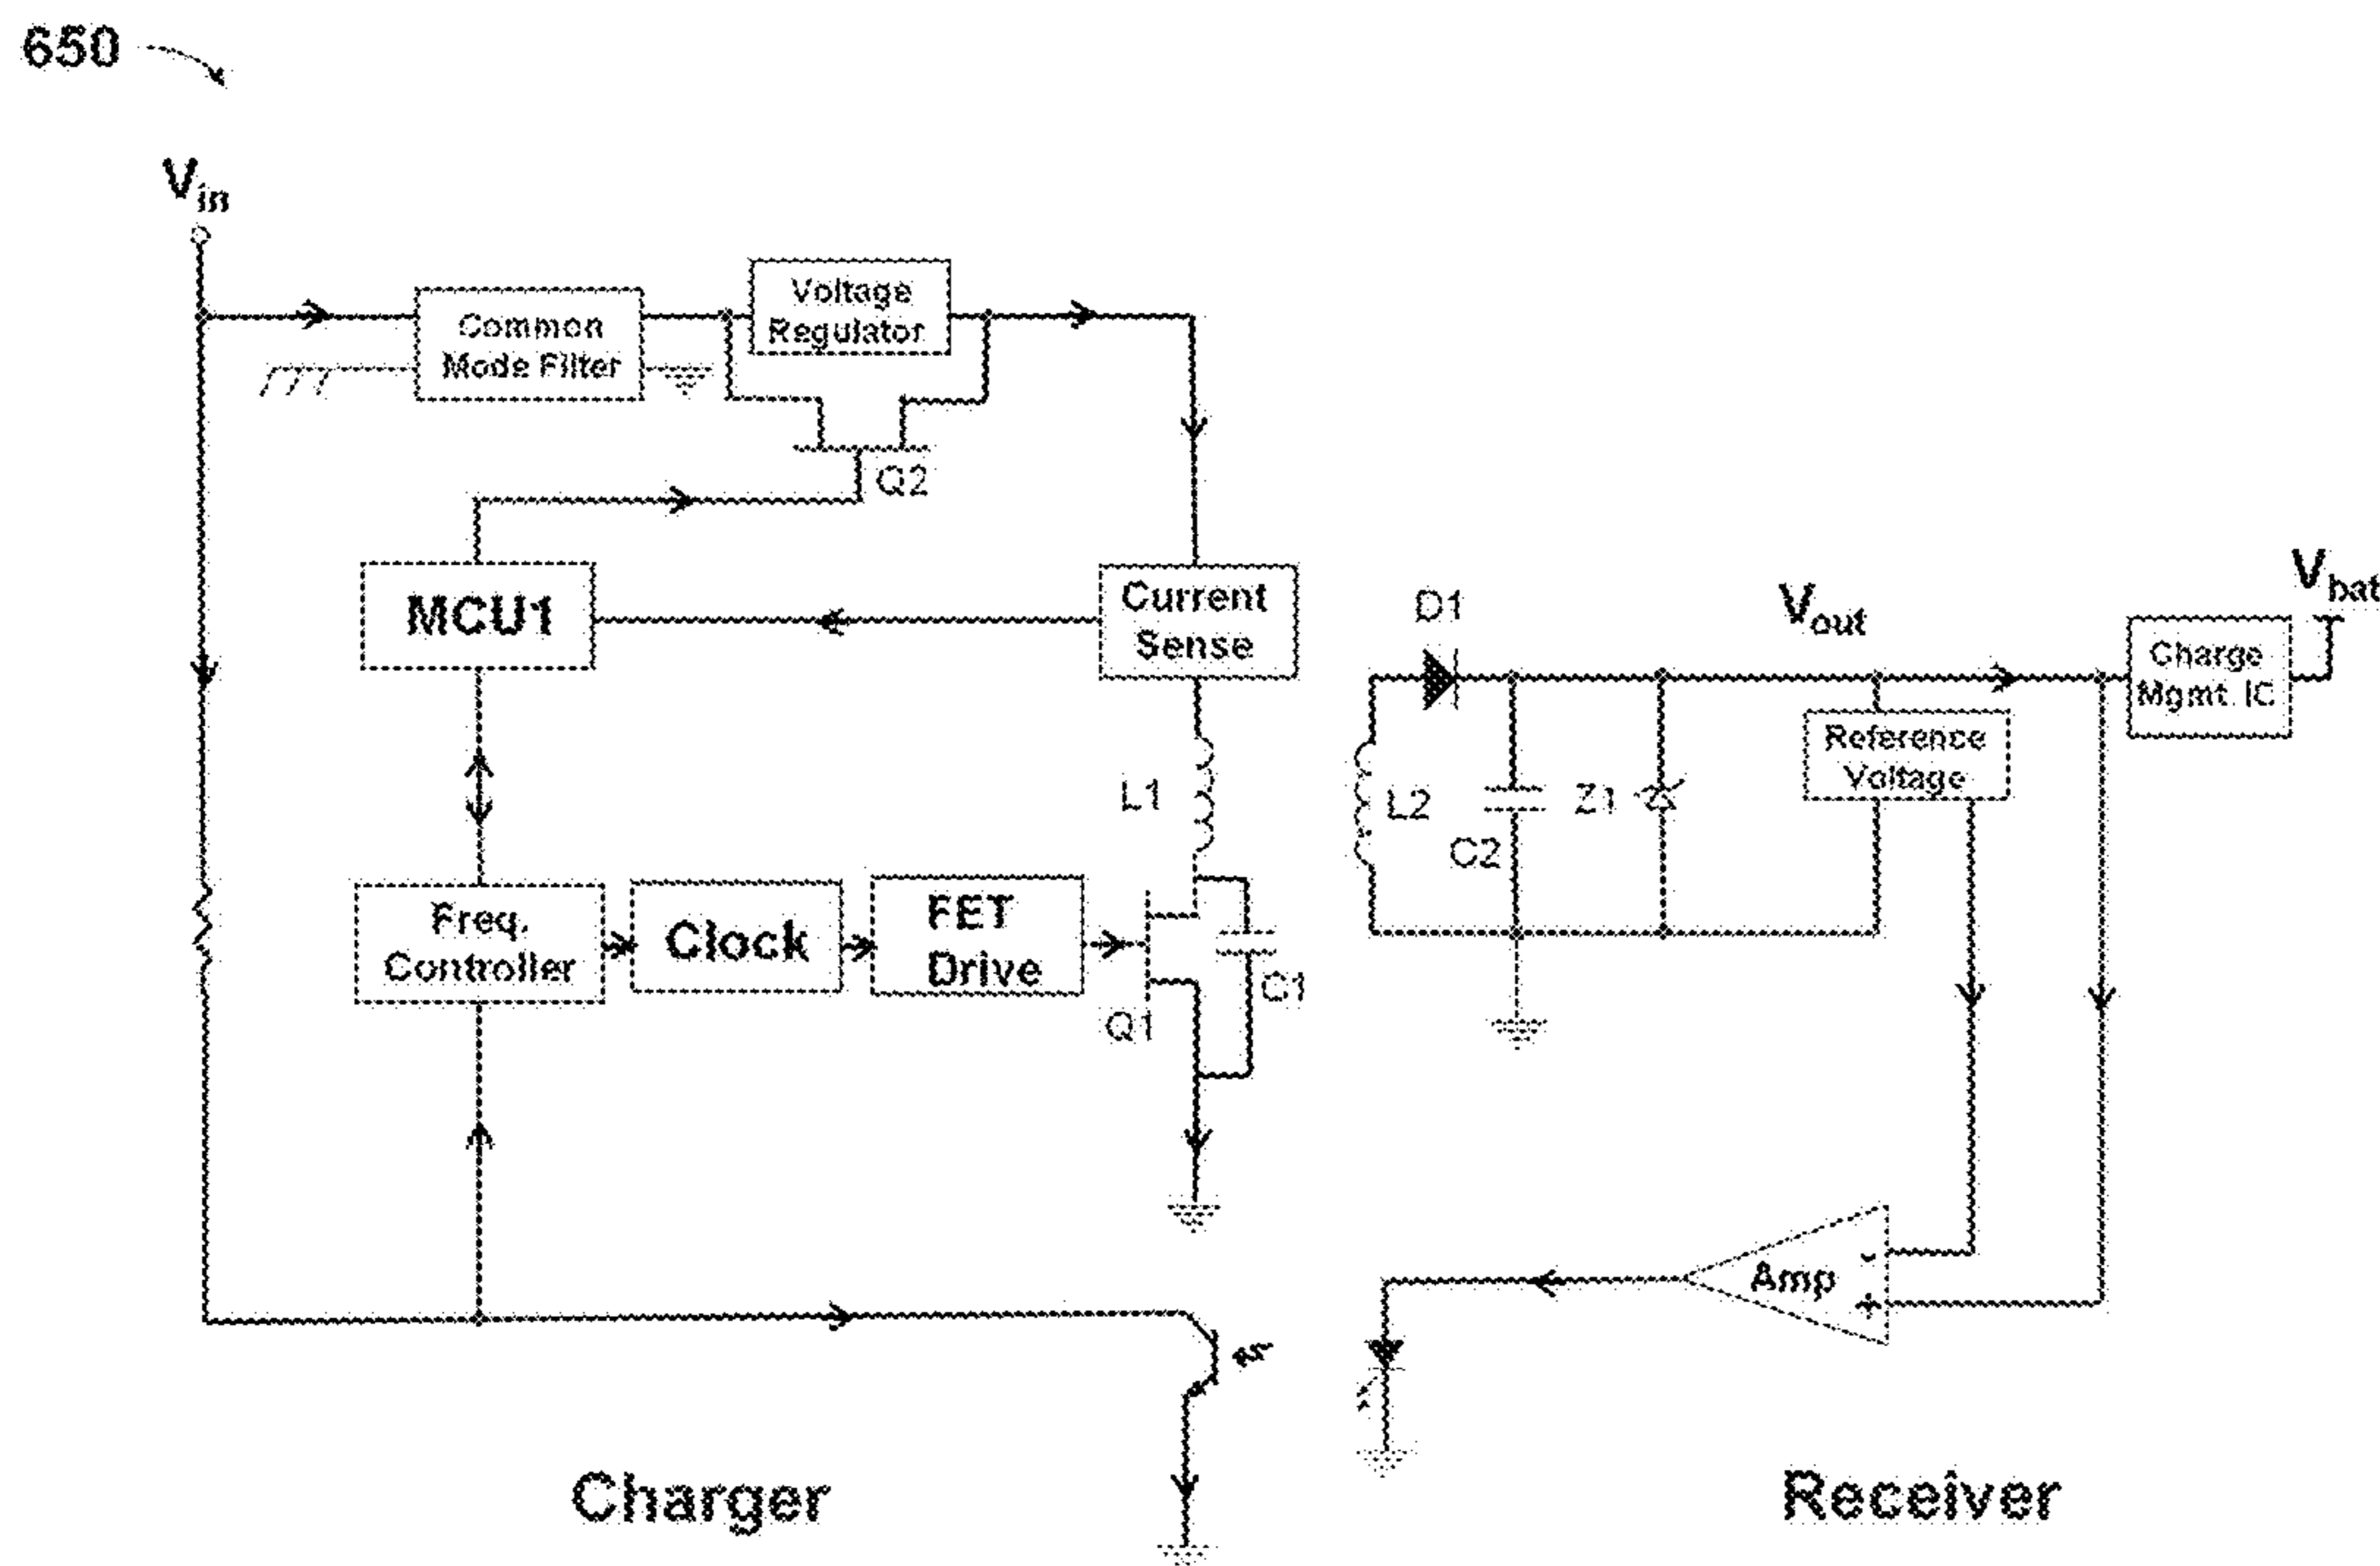 650
Vin
Voltage
Regulator
Common
Mode Filter
Q2
MCU1
Current
Sense
D1
Vout
Vbat
Charge
Mgmt. IC
Reference
Voltage
L1
L2
C2
Z1
Freq.
Controller
Clock
FET
Drive
Q1
C1
-
Amp
+
Charger
Receiver